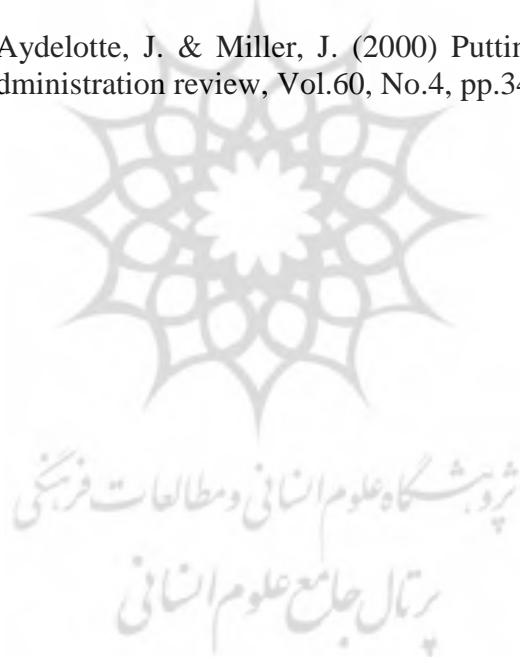 Aydelotte, J. & Miller, J. (2000) Puttin
dministration review, Vol.60, No.4, pp.34
پژوهشگاه علوم انسانی و مطالعات فرهنگی
پرتال جامع علوم انسانی